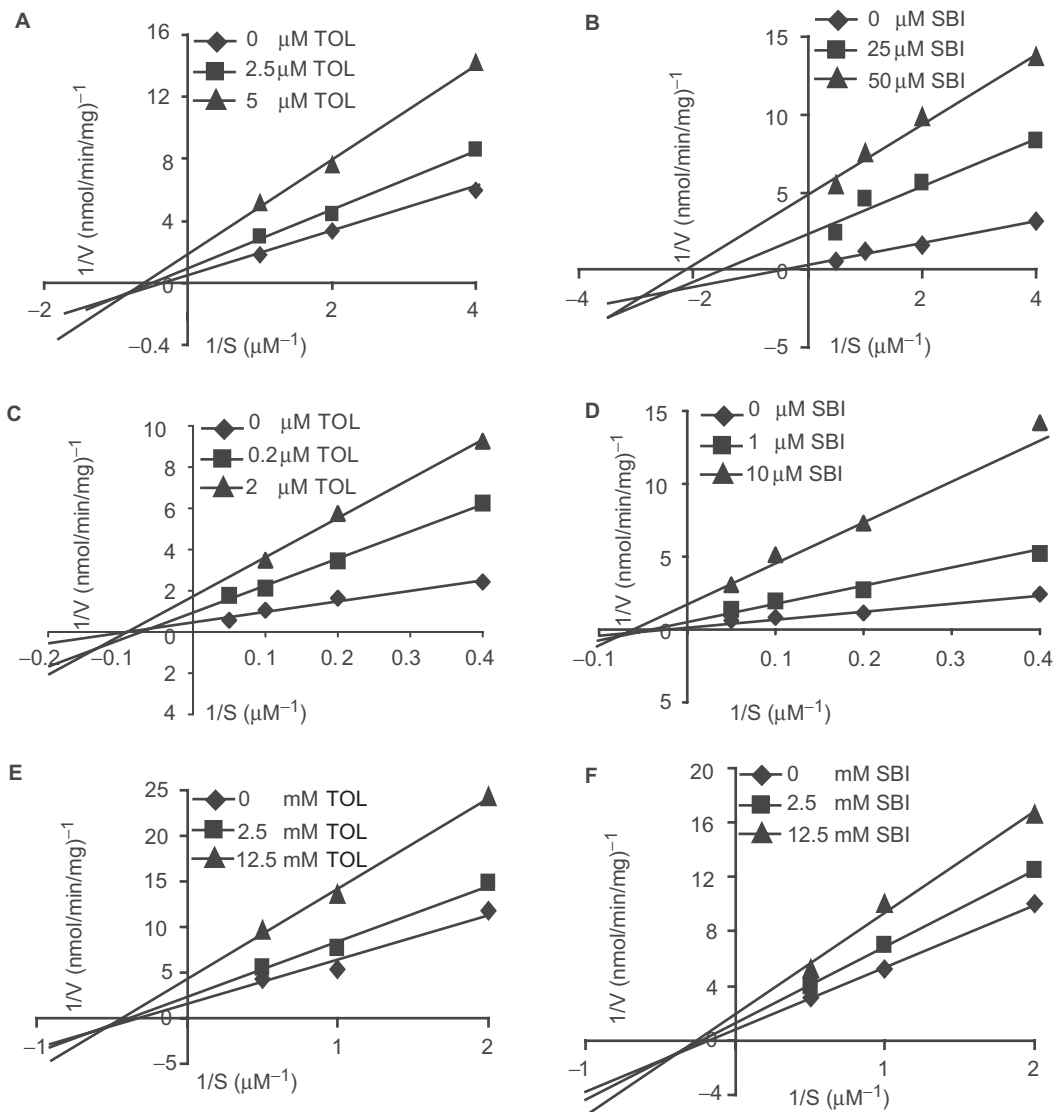 A
0 μM TOL
2.5 μM TOL
5 μM TOL
16
12
8
4
0
−0.4
−2
2
4
1/V (nmol/min/mg)⁻¹
1/S (μM⁻¹)
B
0 μM SBI
25 μM SBI
50 μM SBI
15
10
5
0
−5
−4
−2
2
4
1/V (nmol/min/mg)⁻¹
1/S (μM⁻¹)
C
0 μM TOL
0.2 μM TOL
2 μM TOL
10
8
6
4
2
0
2
4
−0.2
−0.1
0.1
0.2
0.3
0.4
1/V (nmol/min/mg)⁻¹
1/S (μM⁻¹)
D
0 μM SBI
1 μM SBI
10 μM SBI
15
10
5
0
5
−0.1
0.1
0.2
0.3
0.4
1/V (nmol/min/mg)⁻¹
1/S (μM⁻¹)
E
0 mM TOL
2.5 mM TOL
12.5 mM TOL
25
20
15
10
5
0
−5
−1
1
2
1/V (nmol/min/mg)⁻¹
1/S (μM⁻¹)
F
0 mM SBI
2.5 mM SBI
12.5 mM SBI
20
16
12
8
4
0
−4
−1
1
2
1/V (nmol/min/mg)⁻¹
1/S (μM⁻¹)